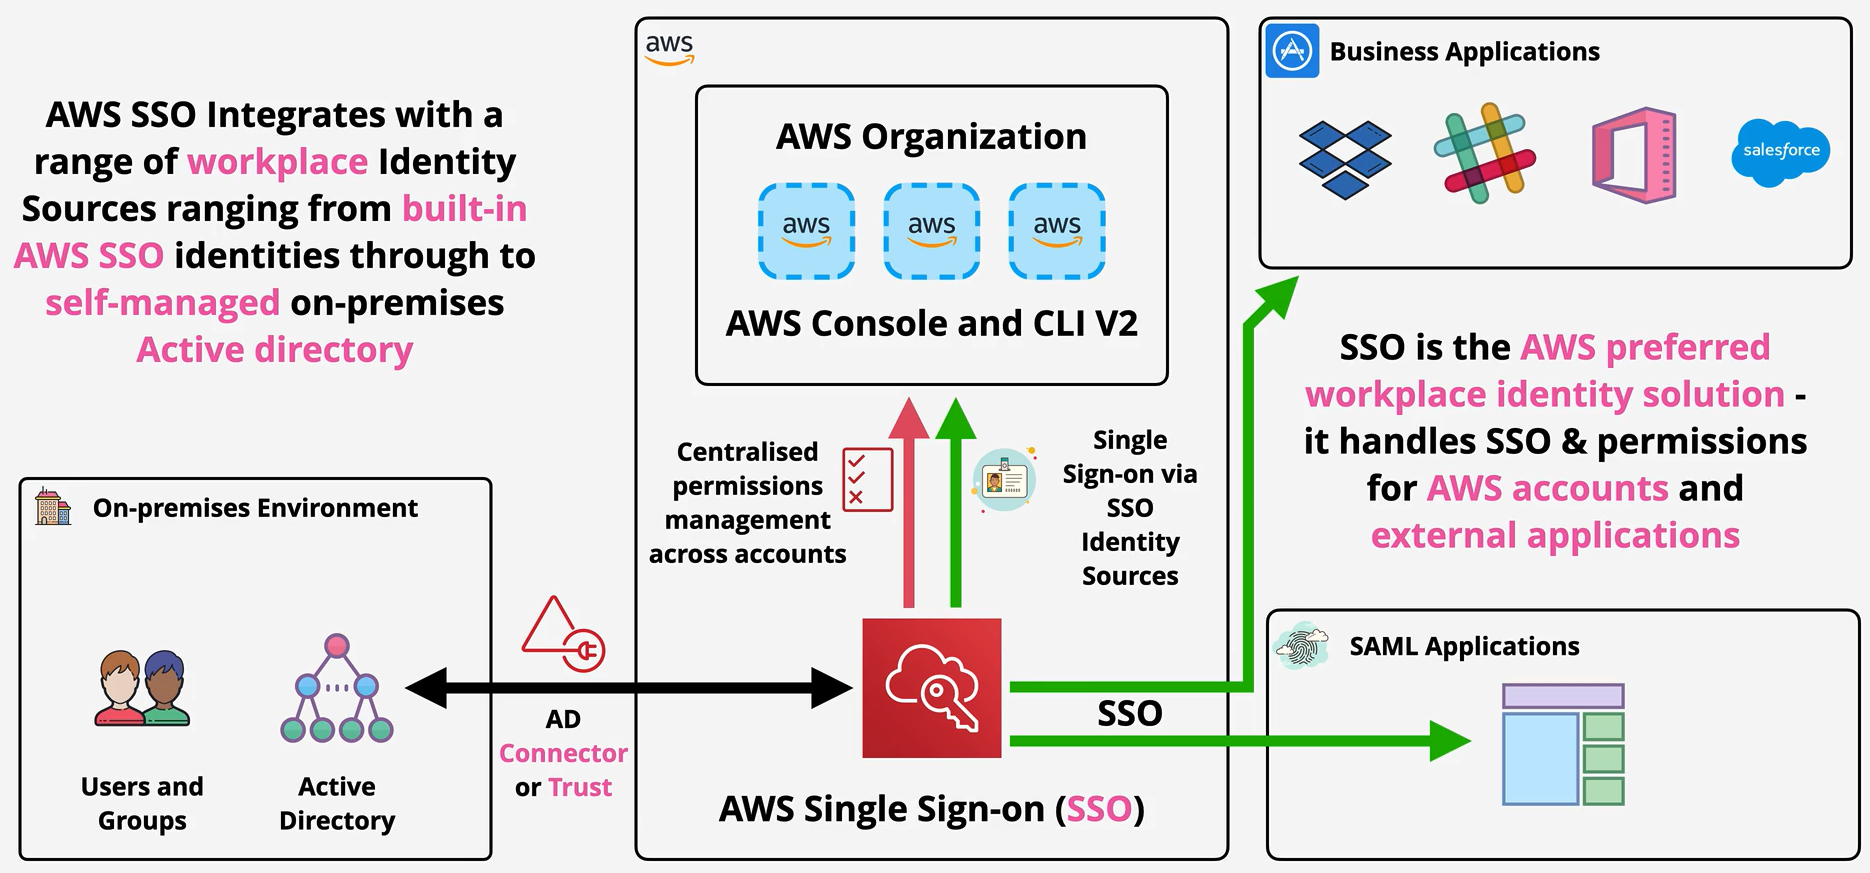 AWS SSO Integrates with a
range of workplace Identity
Sources ranging from built-in
AWS SSO identities through to
self-managed on-premises
Active directory
On-premises Environment
Users and
Groups
Active
Directory
AD
Connector
or Trust
aws
AWS Organization
aws
aws
aws
AWS Console and CLI V2
Centralised
permissions
management
across accounts
Single
Sign-on via
SSO
Identity
Sources
AWS Single Sign-on (SSO)
SSO
Business Applications
salesforce
SSO is the AWS preferred
workplace identity solution -
it handles SSO & permissions
for AWS accounts and
external applications
SAML Applications